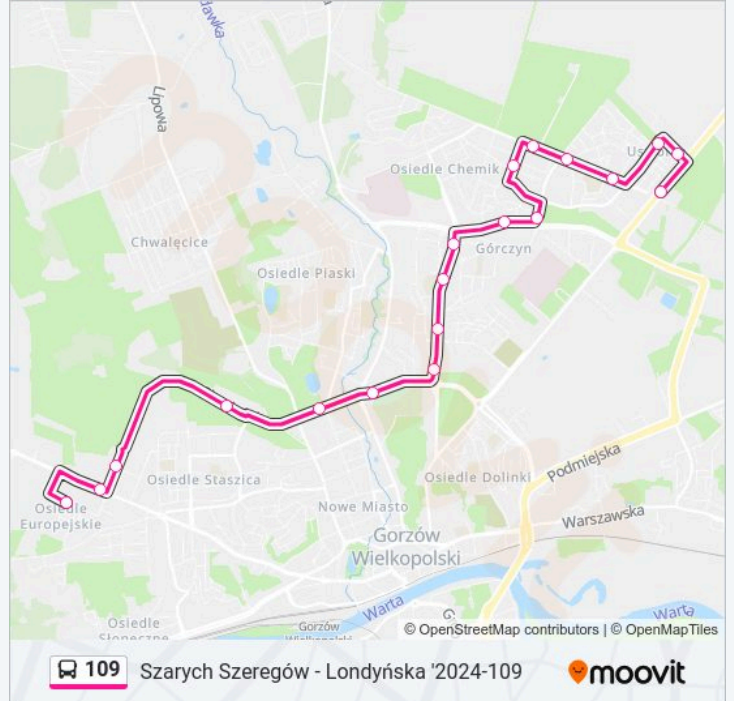 Lipowa
Osiedle Chemik
Chwalęcice
Górczyn
Osiedle Piaski
Osiedle Staszica
Osiedle Dolinki
Podmiejska
Osiedle
Europejskie
Nowe Miasto
Warszawska
Gorzów
Wielkopolski
Warta
Warta
Osiedle
Gorzów
© OpenStreetMap contributors | © OpenMapTiles
109 Szarych Szeregów - Londyńska '2024-109
moovit